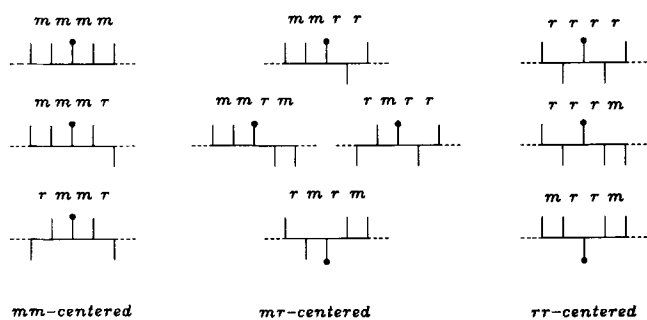 m m m m
m m r r
r r r r
m m m r
m m r m
r m r r
r r r m
r m m r
r m r m
m r r m
mm-centered
mr-centered
rr-centered